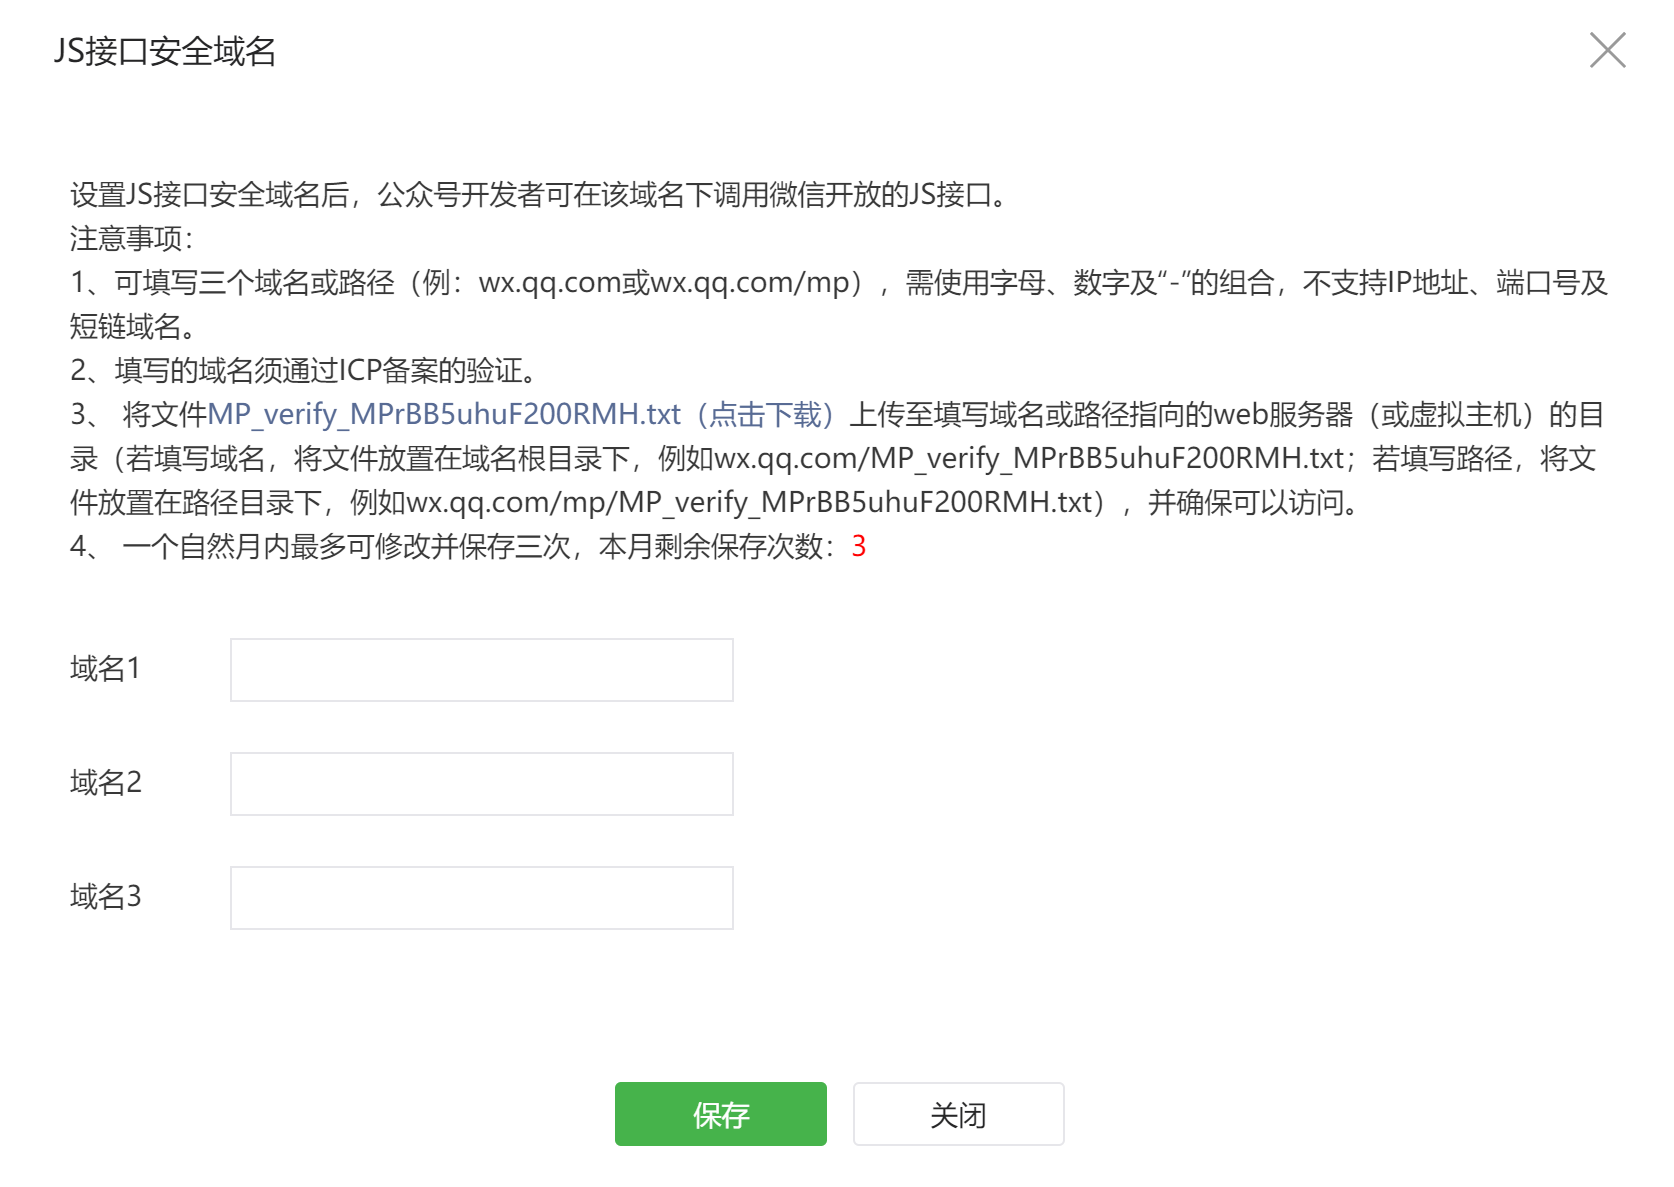 JS接口安全域名
设置JS接口安全域名后，公众号开发者可在该域名下调用微信开放的JS接口。
注意事项：
1、可填写三个域名或路径（例：wx.qq.com或wx.qq.com/mp），需使用字母、数字及“-”的组合，不支持IP地址、端口号及
短链域名。
2、填写的域名须通过ICP备案的验证。
3、 将文件MP_verify_MPrBB5uhuF200RMH.txt（点击下载）上传至填写域名或路径指向的web服务器（或虚拟主机）的目
录（若填写域名，将文件放置在域名根目录下，例如wx.qq.com/MP_verify_MPrBB5uhuF200RMH.txt；若填写路径，将文
件放置在路径目录下，例如wx.qq.com/mp/MP_verify_MPrBB5uhuF200RMH.txt），并确保可以访问。
4、 一个自然月内最多可修改并保存三次，本月剩余保存次数：3
域名1
域名2
域名3
保存 关闭